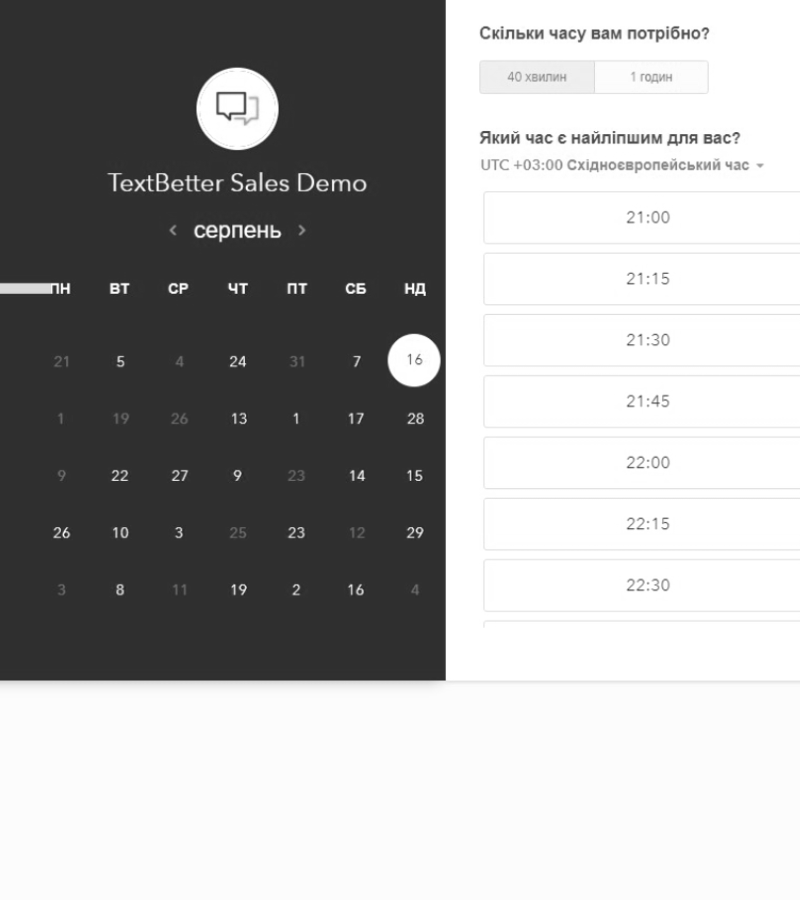 TextBetter Sales Demo
серпень
ПН ВТ СР ЧТ ПТ СБ НД
21 5 4 24 31 7 16
1 19 26 13 1 17 28
9 22 27 9 23 14 15
26 10 3 25 23 12 29
3 8 11 19 2 16 4
Скільки часу вам потрібно?
40 хвилин 1 годин
Який час є найліпшим для вас?
UTC +03:00 Східноєвропейський час
21:00
21:15
21:30
21:45
22:00
22:15
22:30